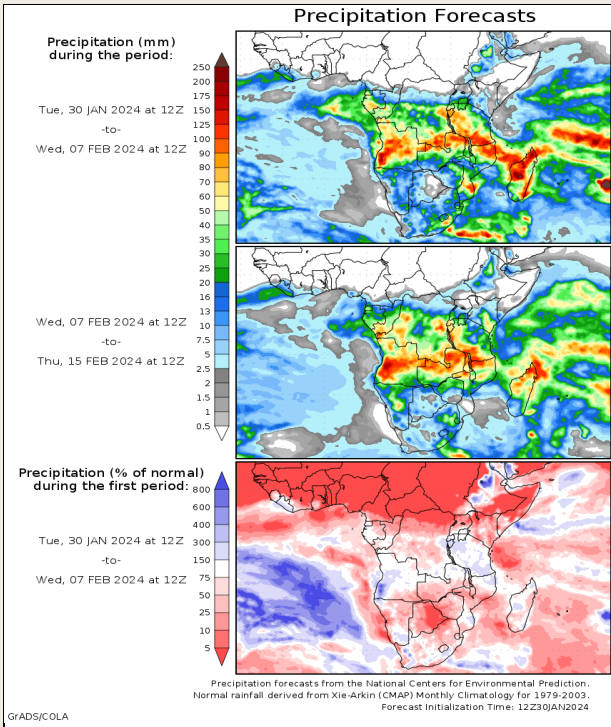 Precipitation Forecasts
Precipitation (mm)
during the period:
Tue, 30 JAN 2024 at 12Z
-to-
Wed, 07 FEB 2024 at 12Z
250
200
175
150
125
100
90
80
70
60
50
40
35
30
25
20
16
13
10
7.5
5
2.5
2
1.5
1
0.5
Wed, 07 FEB 2024 at 12Z
-to-
Thu, 15 FEB 2024 at 12Z
Precipitation (% of normal)
during the first period:
Tue, 30 JAN 2024 at 12Z
-to-
Wed, 07 FEB 2024 at 12Z
800
600
400
300
150
75
50
25
10
5
Precipitation forecasts from the National Centers for Environmental Prediction.
Normal rainfall derived from Xie-Arkin (CMAP) Monthly Climatology for 1979-2003.
Forecast Initialization Time: 12Z30JAN2024
GrADS/COLA